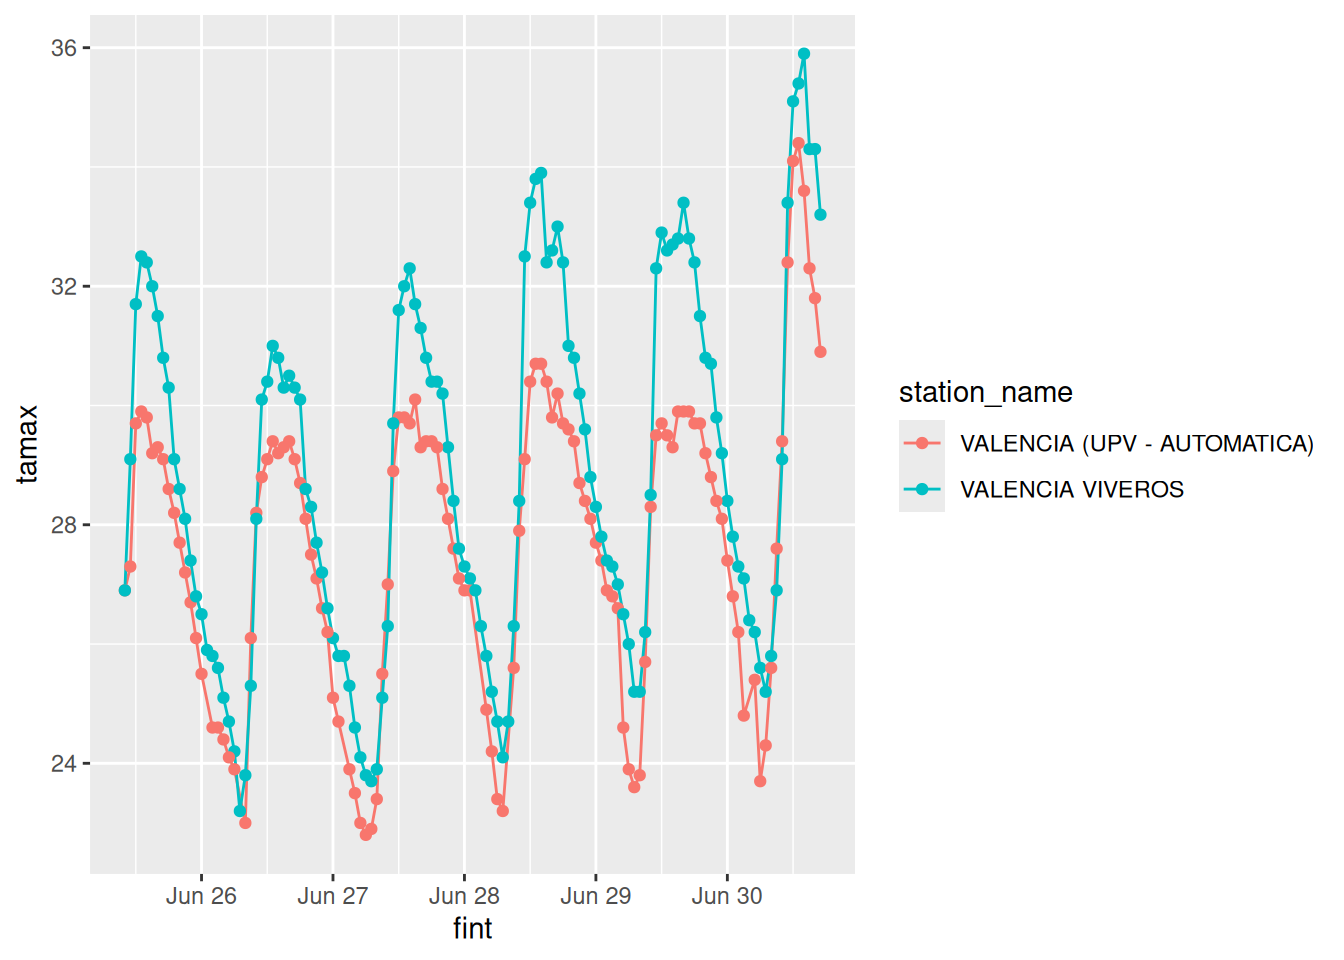 36
32
28
24
tamax
Jun 26
Jun 27
Jun 28
Jun 29
Jun 30
fint
station_name
VALENCIA (UPV - AUTOMATICA)
VALENCIA VIVEROS